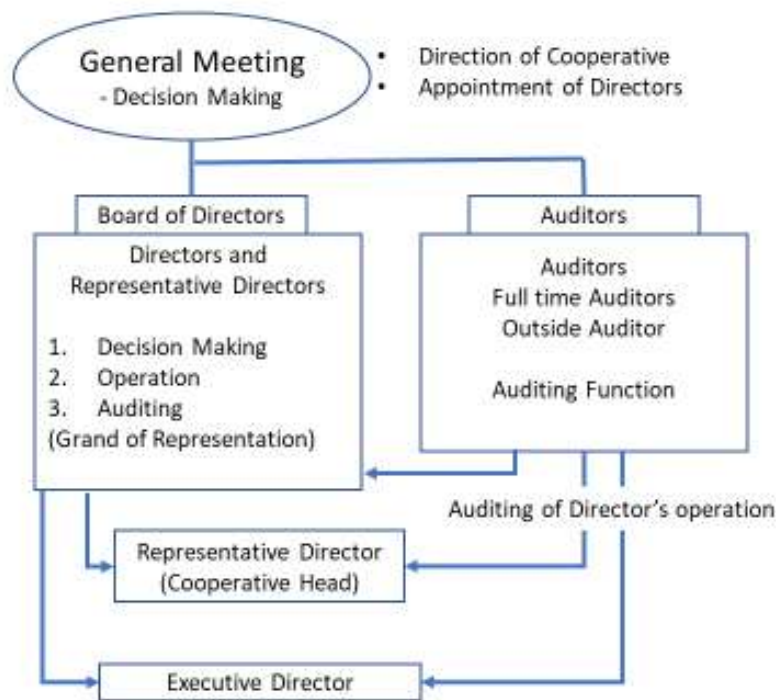 General Meeting
- Decision Making
• Direction of Cooperative
• Appointment of Directors
Board of Directors
Directors and
Representative Directors
1. Decision Making
2. Operation
3. Auditing
(Grand of Representation)
Auditors
Auditors
Full time Auditors
Outside Auditor
Auditing Function
Auditing of Director's operation
Representative Director
(Cooperative Head)
Executive Director